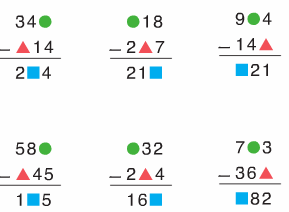 34● ●18 9●4
− ▲14 − 2▲7 − 14▲
2■4 21■ ■21
58● ●32 7●3
− ▲45 − 2▲4 − 36▲
1■5 16■ ■82